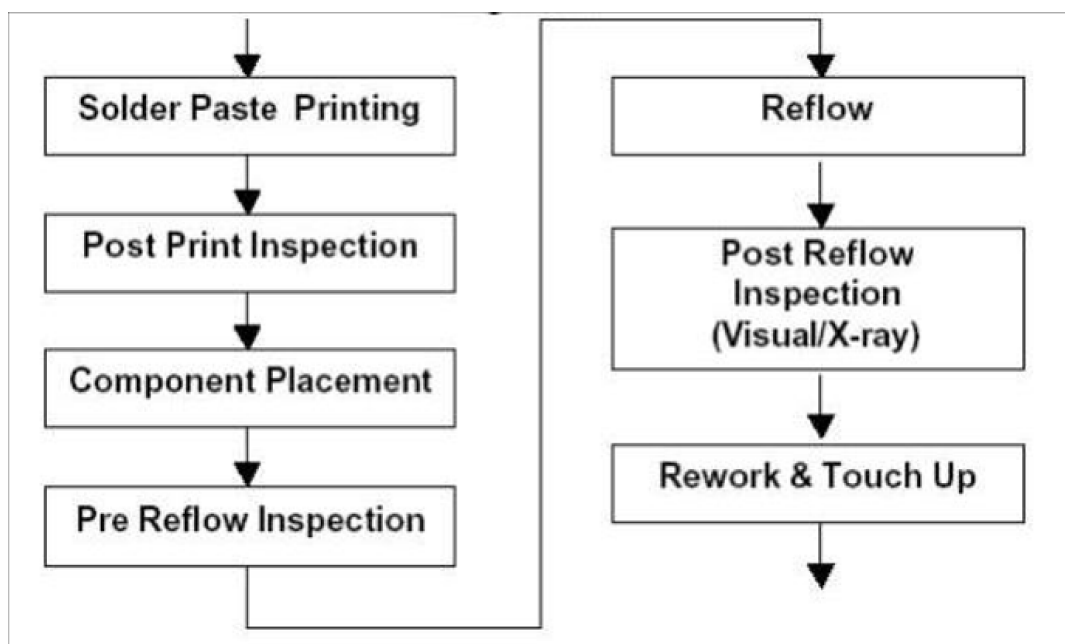 Solder Paste Printing
Post Print Inspection
Component Placement
Pre Reflow Inspection
Reflow
Post Reflow
Inspection
(Visual/X-ray)
Rework & Touch Up